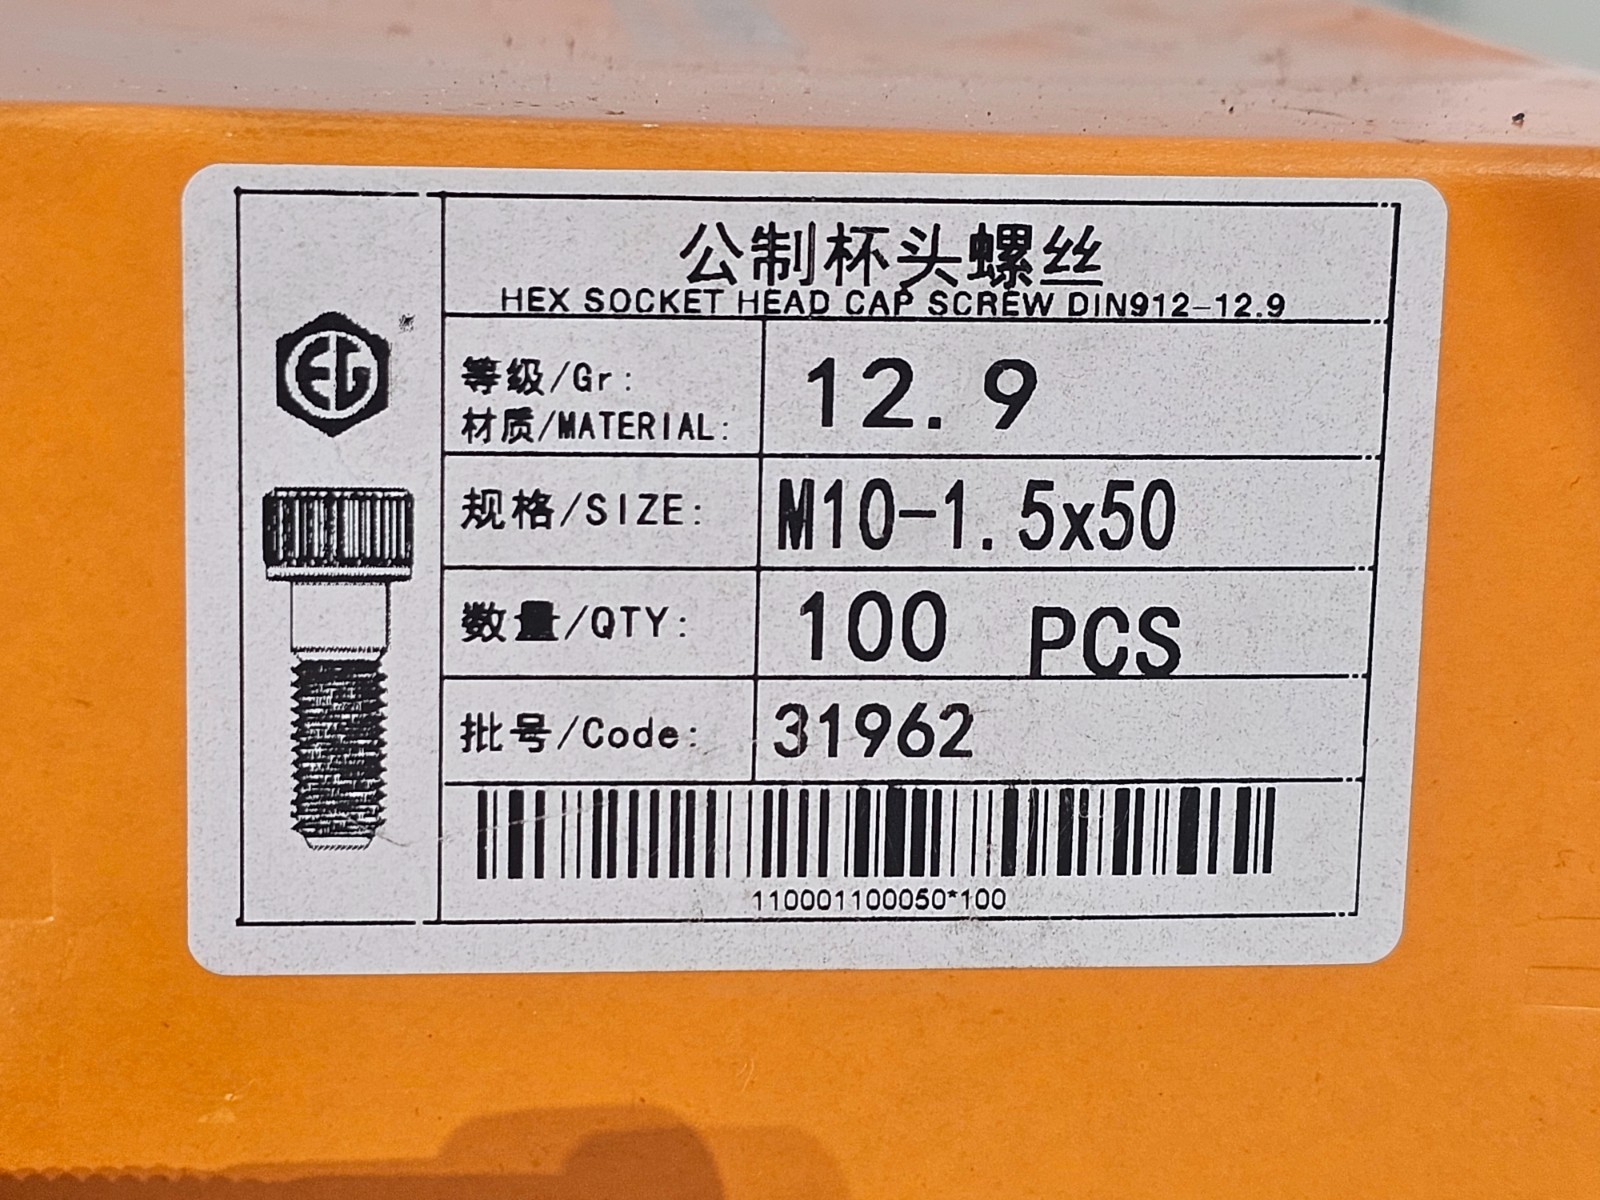 公制杯头螺丝
HEX SOCKET HEAD CAP SCREW DIN912-12.9
EG
等级/Gr:
材质/MATERIAL:
12.9
规格/SIZE: M10-1.5x50
数量/QTY: 100 PCS
批号/Code: 31962
110001100050*100